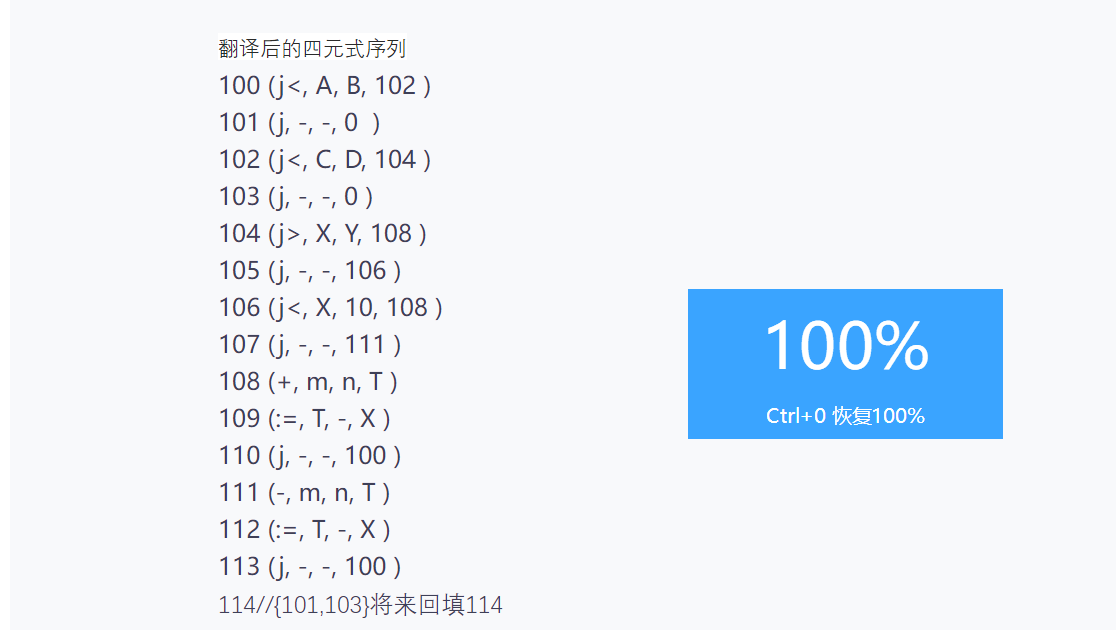 翻译后的四元式序列
100 (j<, A, B, 102 )
101 (j, -, -, 0  )
102 (j<, C, D, 104 )
103 (j, -, -, 0 )
104 (j>, X, Y, 108 )
105 (j, -, -, 106 )
106 (j<, X, 10, 108 )
107 (j, -, -, 111 )
108 (+, m, n, T )
109 (:=, T, -, X )
110 (j, -, -, 100 )
111 (-, m, n, T )
112 (:=, T, -, X )
113 (j, -, -, 100 )
114//{101,103}将来回填114
100%
Ctrl+0 恢复100%